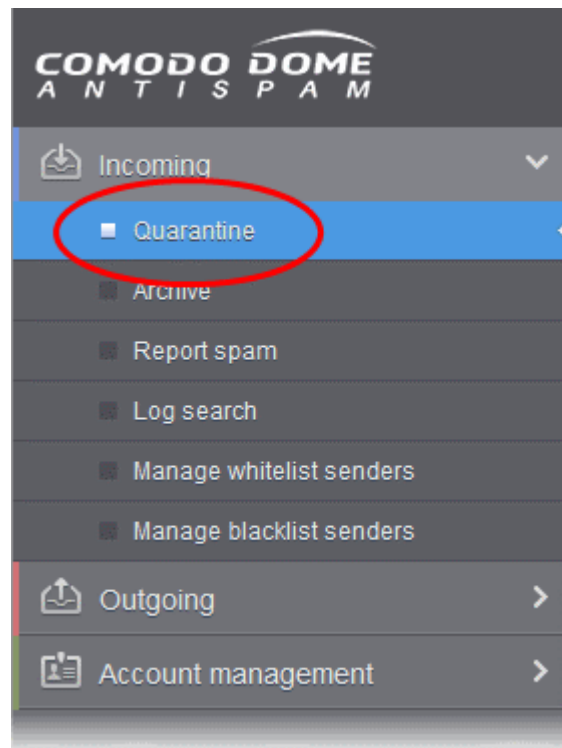 COMODO DOME
ANTISPAM
Incoming
Quarantine
Archive
Report spam
Log search
Manage whitelist senders
Manage blacklist senders
Outgoing
Account management